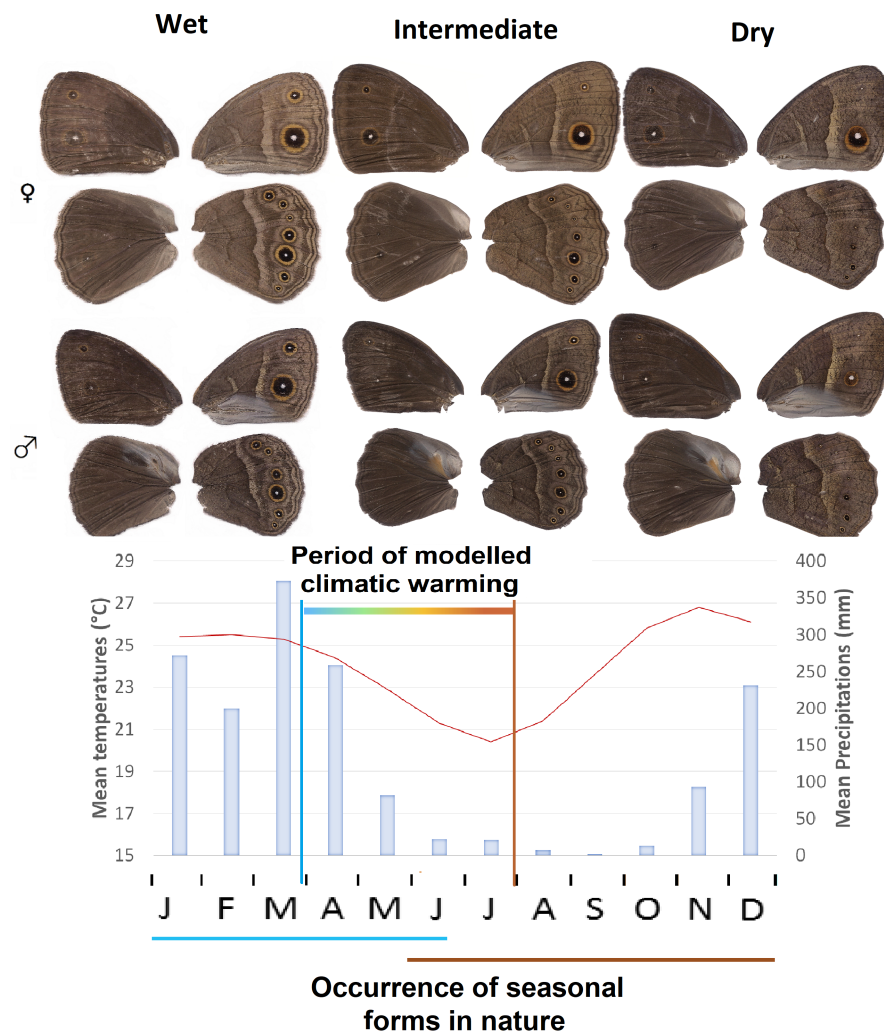 Wet Intermediate Dry
♀
♂
Period of modelled
climatic warming
Mean temperatures (°C)
29
27
25
23
21
19
17
15
400
350
300
250
200
150
100
50
0
Mean Precipitations (mm)
J F M A M J J A S O N D
Occurrence of seasonal
forms in nature